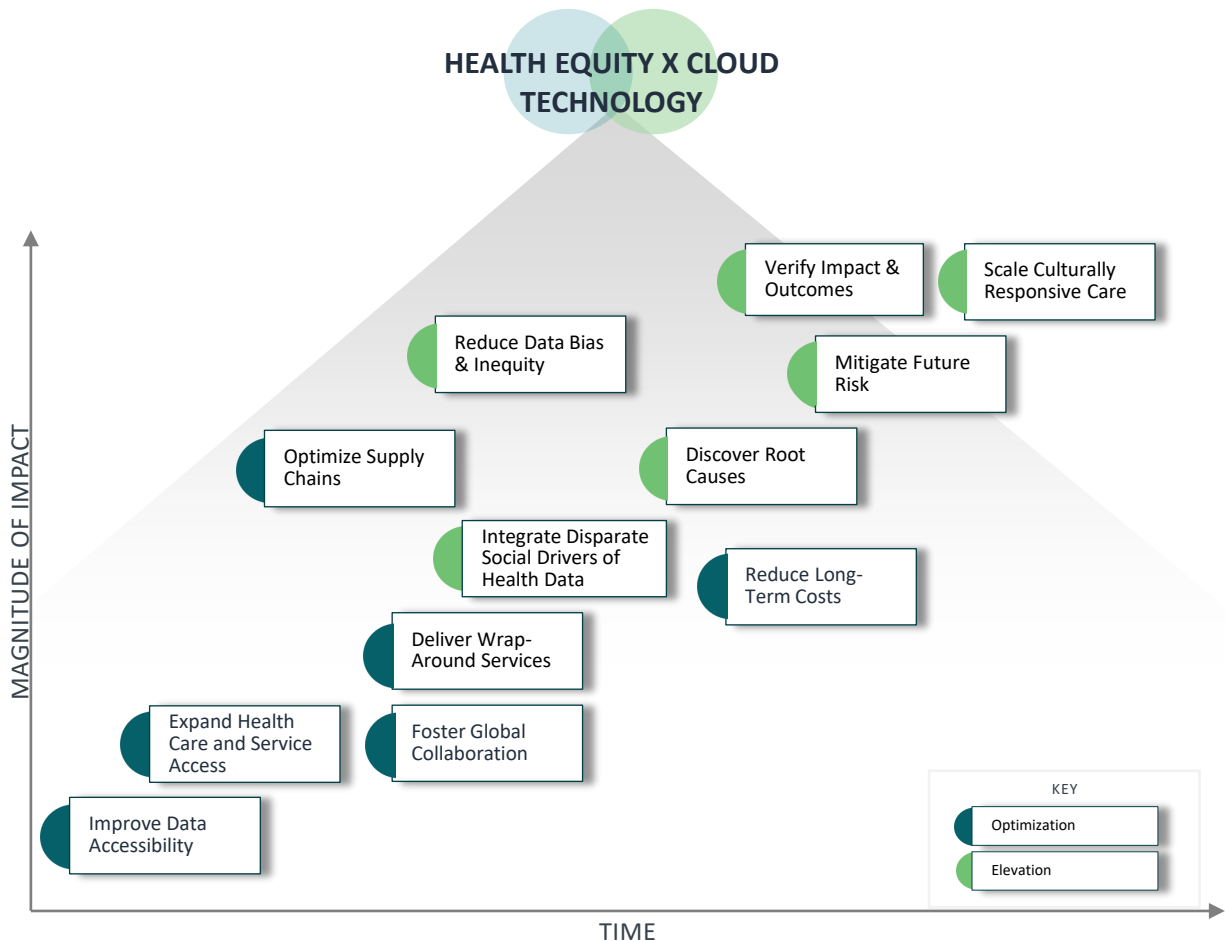 HEALTH EQUITY X CLOUD
TECHNOLOGY
Verify Impact &
Outcomes
Scale Culturally
Responsive Care
Reduce Data Bias
& Inequity
Mitigate Future
Risk
Optimize Supply
Chains
Discover Root
Causes
Integrate Disparate
Social Drivers of
Health Data
Reduce Long-
Term Costs
Deliver Wrap-
Around Services
Expand Health
Care and Service
Access
Foster Global
Collaboration
Improve Data
Accessibility
MAGNITUDE OF IMPACT
TIME
KEY
Optimization
Elevation